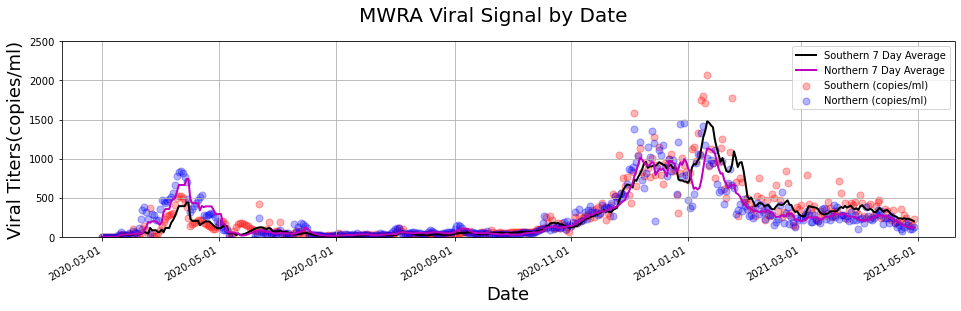 MWRA Viral Signal by Date
Viral Titers(copies/ml)
2500
2000
1500
1000
500
0
Southern 7 Day Average
Northern 7 Day Average
Southern (copies/ml)
Northern (copies/ml)
2020-03-01
2020-05-01
2020-07-01
2020-09-01
2020-11-01
2021-01-01
2021-03-01
2021-05-01
Date